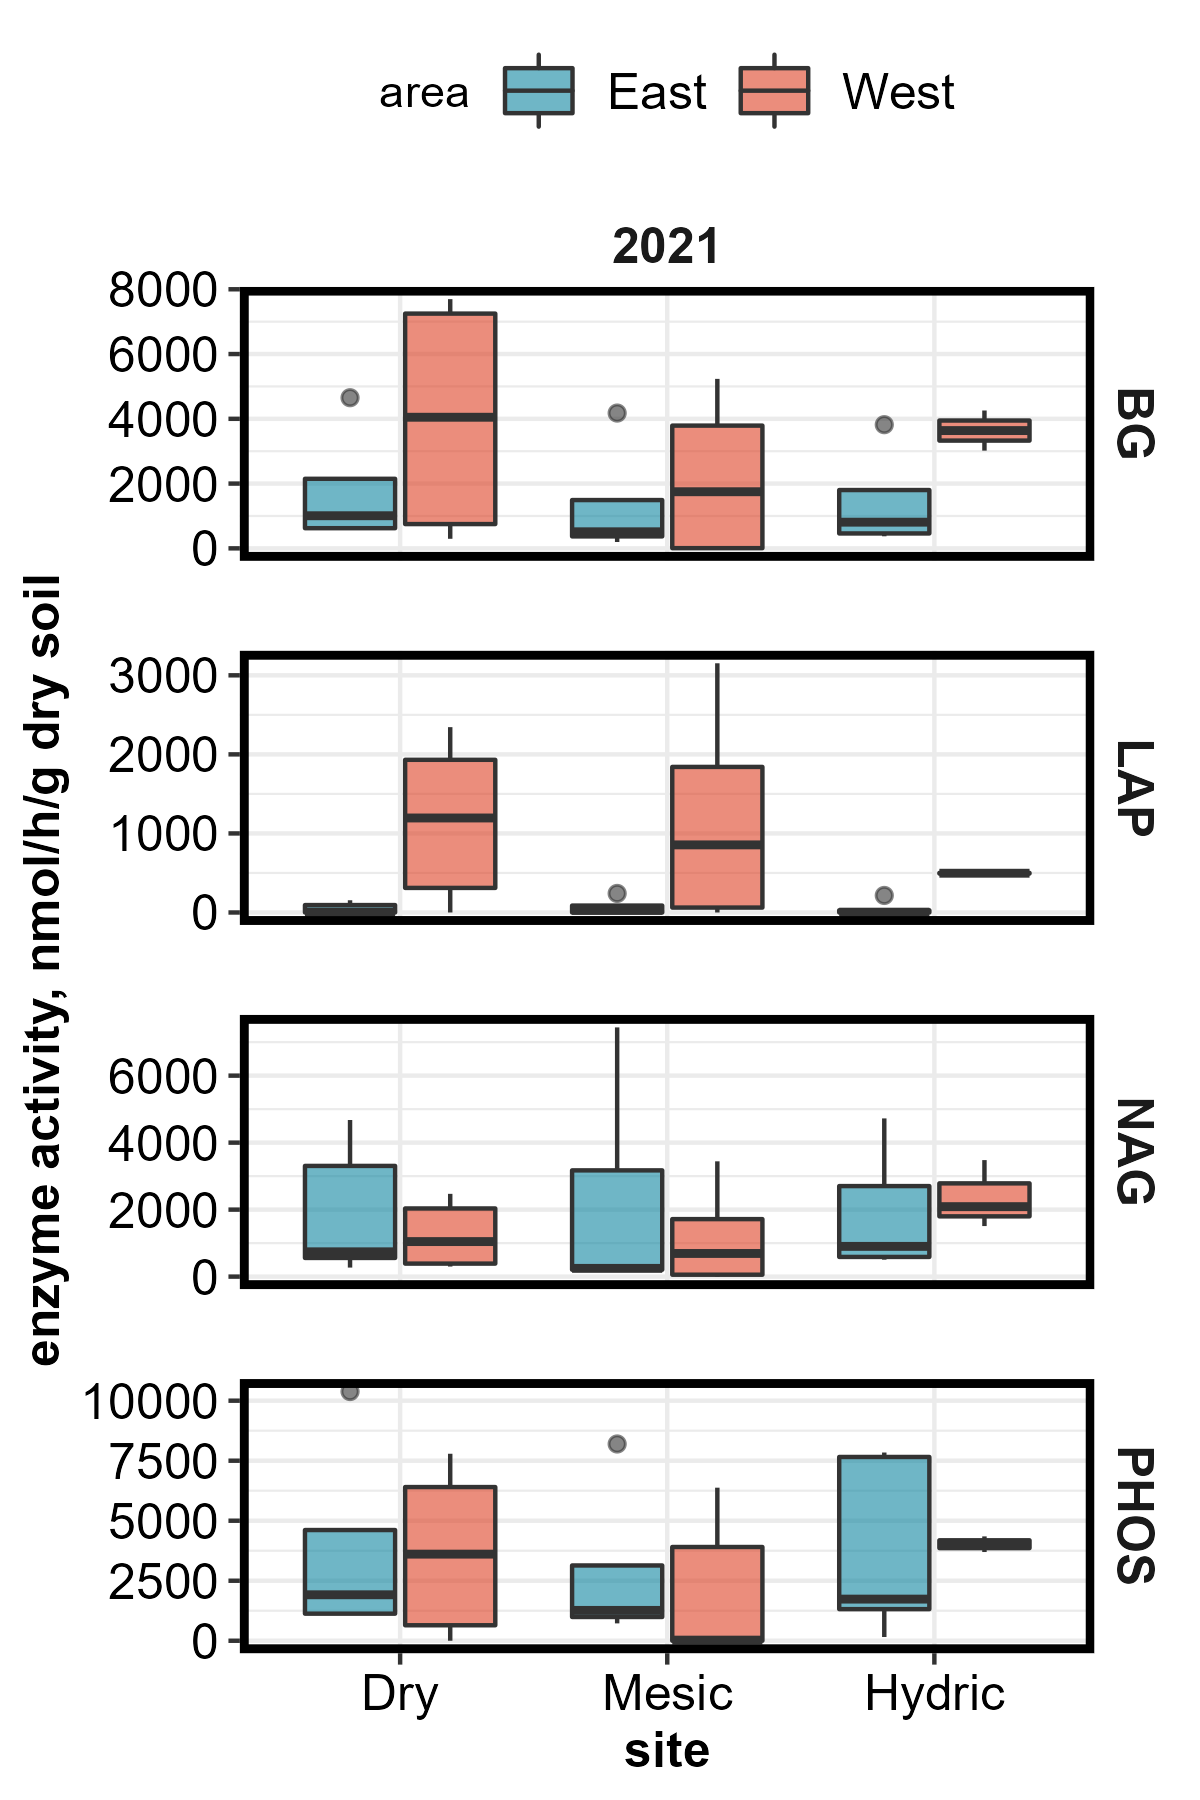 area East West
2021
8000
6000
4000
2000
0
BG
3000
2000
1000
0
LAP
6000
4000
2000
0
NAG
10000
7500
5000
2500
0
PHOS
enzyme activity, nmol/h/g dry soil
Dry Mesic Hydric
site